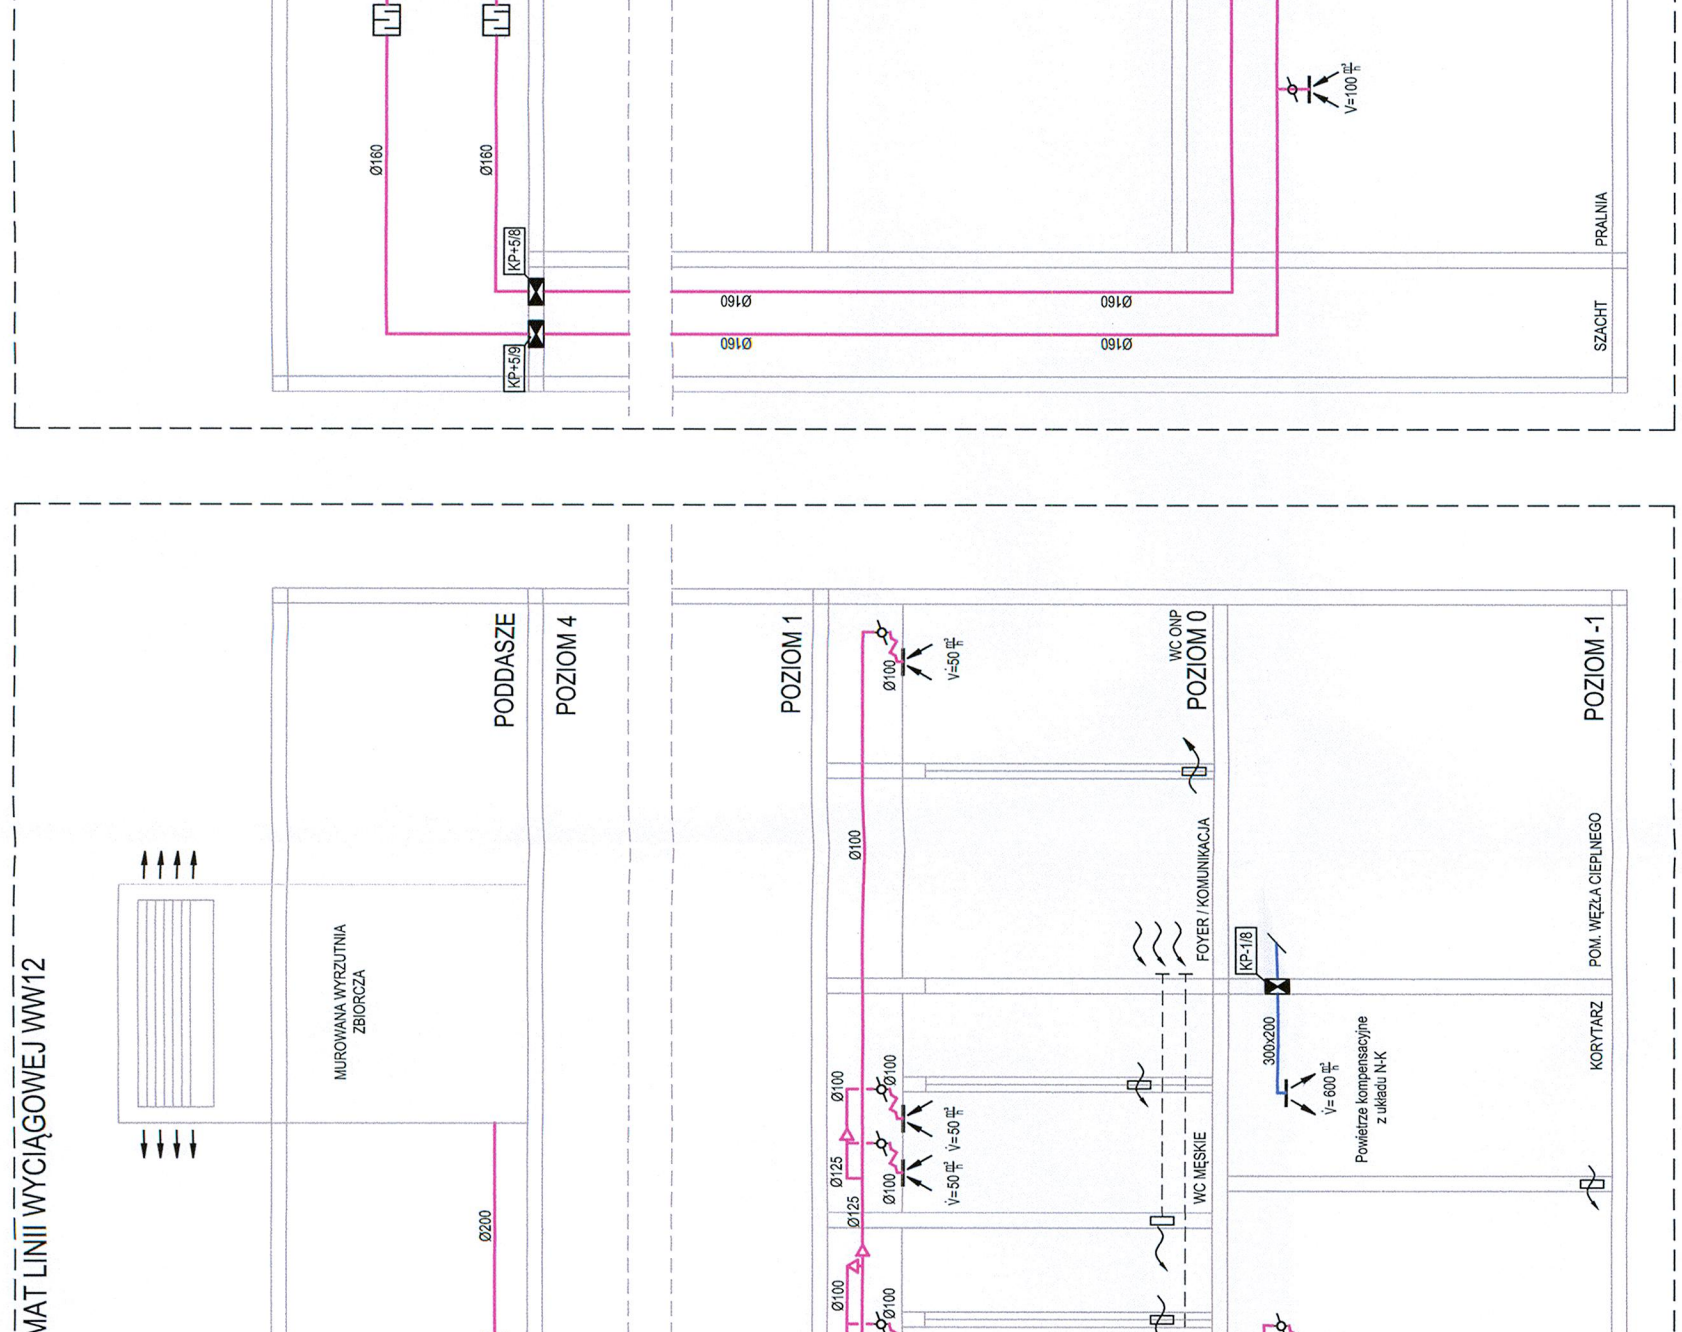 Ø160
Ø160
KP+5/8
KP+5/9
Ø160
Ø160
Ø160
Ø160
V=100 m³/h
PRALNIA
SZACHT
MAT LINII WYCIĄGOWEJ WW12
PODDASZE
POZIOM 4
POZIOM 1
WC ONP
POZIOM 0
POZIOM -1
Ø100
V=50 m³/h
Ø100
MUROWANA WYRZUTNIA
ZBIORCZA
FOYER / KOMUNIKACJA
KP-1/8
POM. WĘZŁA CIEPLNEGO
KORYTARZ
300x200
V=600 m³/h
Powietrze kompensacyjne
z układu N-K
Ø100
Ø100
V=50 m³/h
Ø125
Ø100
V=50 m³/h
Ø125
WC MĘSKIE
Ø200
Ø100
Ø100